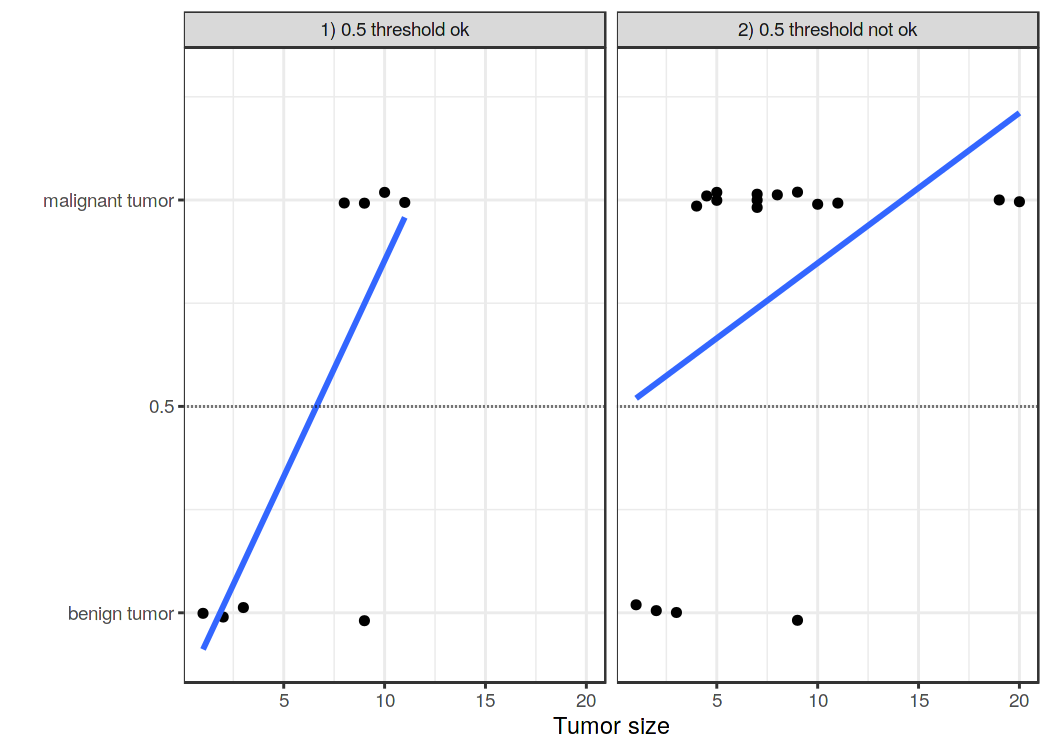 1) 0.5 threshold ok
2) 0.5 threshold not ok
malignant tumor
0.5
benign tumor
5 10 15 20
5 10 15 20
Tumor size